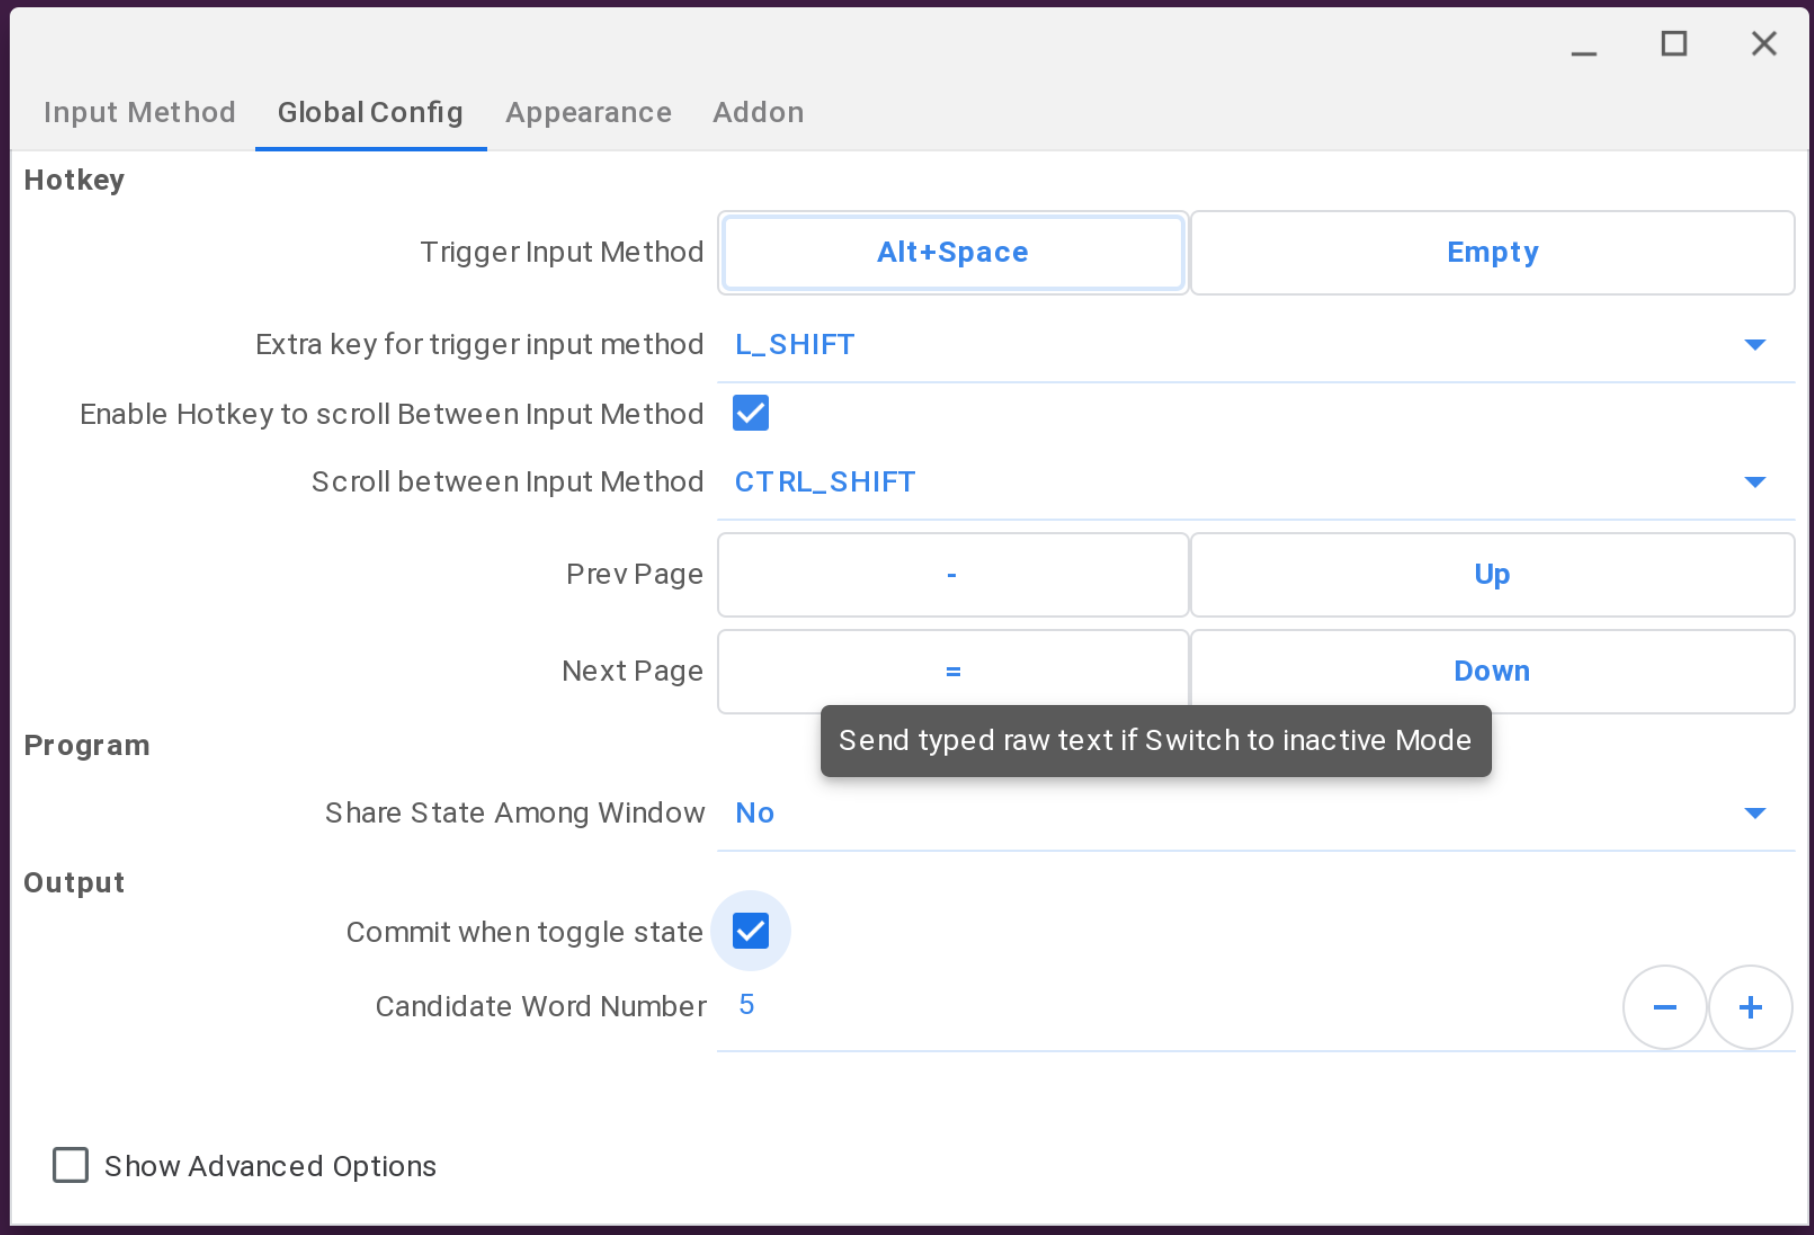 Input Method Global Config Appearance Addon
Hotkey
Trigger Input Method Alt+Space Empty
Extra key for trigger input method L_SHIFT
Enable Hotkey to scroll Between Input Method
Scroll between Input Method CTRL_SHIFT
Prev Page - Up
Next Page = Down
Send typed raw text if Switch to inactive Mode
Program
Share State Among Window No
Output
Commit when toggle state
Candidate Word Number 5
Show Advanced Options